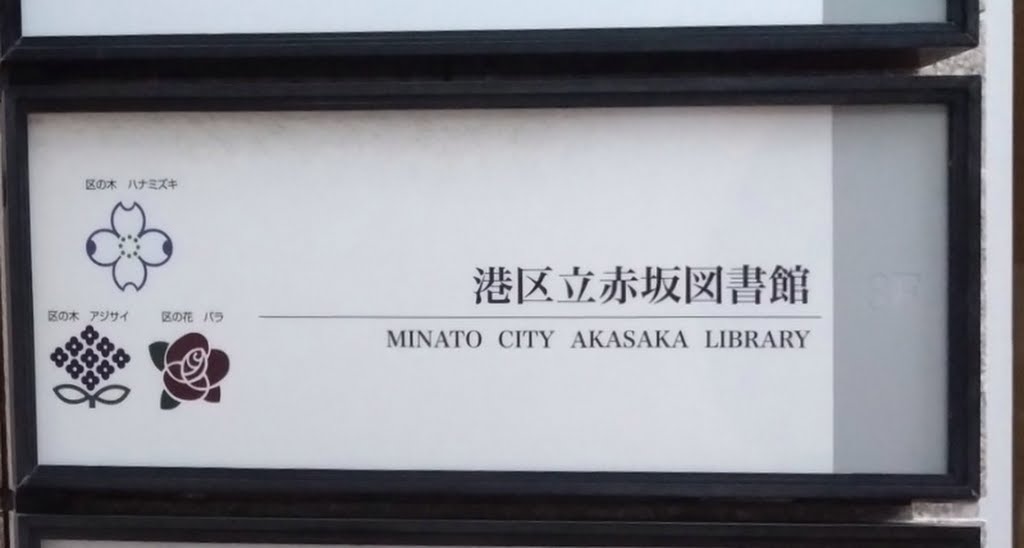 区の木 ハナミズキ
区の木 アジサイ 区の花 バラ
港区立赤坂図書館
MINATO CITY AKASAKA LIBRARY